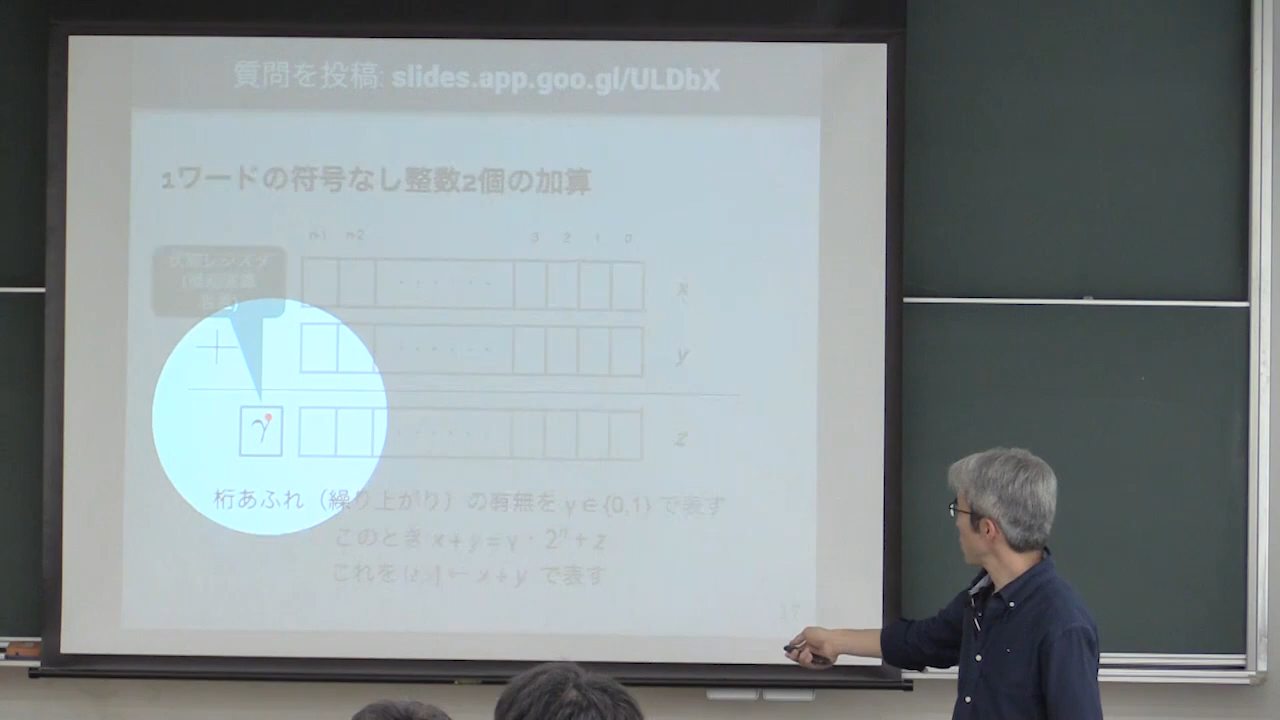 質問を投稿: slides.app.goo.gl/ULDbX
1ワードの符号なし整数2個の加算
n-1 n-2 3 2 1 0
x
+ y
γ z
桁あふれ（繰り上がり）の有無を γ∈{0,1} で表す
このとき x+y=γ・2ⁿ+z
これを ← x+y で表す
17